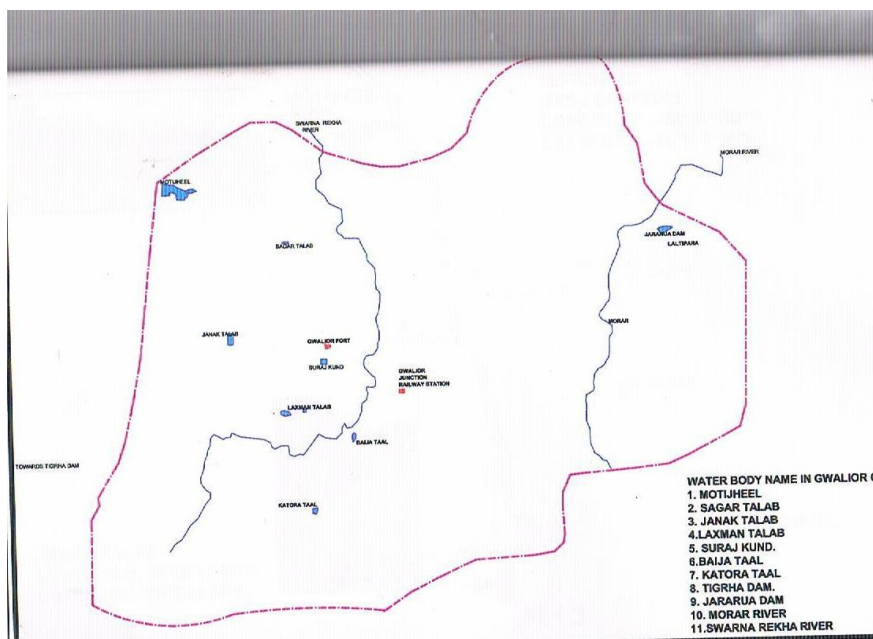 SWARNA REKHA
RIVER
MORAR RIVER
MOTIJHEEL
JARARUA DAM
LALTIPARA
SAGAR TALAB
MORAR
JANAK TALAB
GWALIOR FORT
SURAJ KUND
GWALIOR
JUNCTION
RAILWAY STATION
LAXMAN TALAB
BAIJA TAAL
TOWARDS TIGRHA DAM
KATORA TAAL
WATER BODY NAME IN GWALIOR
1. MOTIJHEEL
2. SAGAR TALAB
3. JANAK TALAB
4.LAXMAN TALAB
5. SURAJ KUND.
6.BAIJA TAAL
7. KATORA TAAL
8. TIGRHA DAM.
9. JARARUA DAM
10. MORAR RIVER
11.SWARNA REKHA RIVER